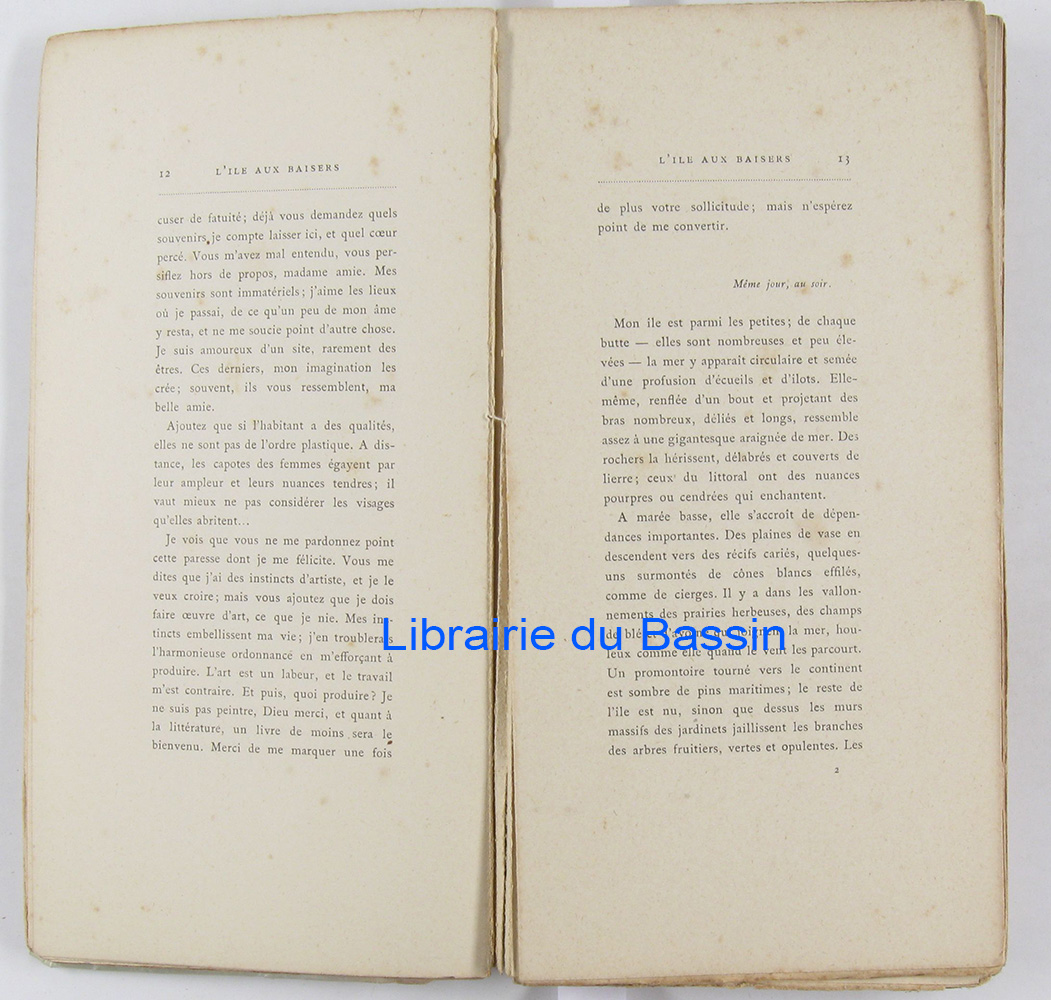 12 L'ILE AUX BAISERS
cuser de fatuité; déjà vous demandez quels
souvenirs je compte laisser ici, et quel cœur
percé. Vous m'avez mal entendu, vous per-
siflez hors de propos, madame amie. Mes
souvenirs sont immatériels; j'aime les lieux
où je passai, de ce qu'un peu de mon âme
y resta, et ne me soucie point d'autre chose.
Je suis amoureux d'un site, rarement des
êtres. Ces derniers, mon imagination les
crée; souvent, ils vous ressemblent, ma
belle amie.
Ajoutez que si l'habitant a des qualités,
elles ne sont pas de l'ordre plastique. A dis-
tance, les capotes des femmes égayent par
leur ampleur et leurs nuances tendres; il
vaut mieux ne pas considérer les visages
qu'elles abritent...
Je vois que vous ne me pardonnez point
cette paresse dont je me félicite. Vous me
dites que j'ai des instincts d'artiste, et je le
veux croire; mais vous ajoutez que je dois
faire œuvre d'art, ce que je nie. Mes ins-
tincts embellissent ma vie; j'en troublerais
l'harmonieuse ordonnance en m'efforçant à
produire. L'art est un labeur, et le travail
m'est contraire. Et puis, quoi produire? Je
ne suis pas peintre, Dieu merci, et quant à
la littérature, un livre de moins sera le
bienvenu. Merci de me marquer une fois
L'ILE AUX BAISERS 13
de plus votre sollicitude; mais n'espérez
point de me convertir.
Même jour, au soir.
Mon île est parmi les petites; de chaque
butte — elles sont nombreuses et peu éle-
vées — la mer y apparait circulaire et semée
d'une profusion d'écueils et d'ilots. Elle-
même, renflée d'un bout et projetant des
bras nombreux, déliés et longs, ressemble
assez à une gigantesque araignée de mer. Des
rochers la hérissent, délabrés et couverts de
lierre; ceux du littoral ont des nuances
pourpres ou cendrées qui enchantent.
A marée basse, elle s'accroît de dépen-
dances importantes. Des plaines de vase en
descendent vers des récifs cariés, quelques-
uns surmontés de cônes blancs effilés,
comme de cierges. Il y a dans les vallon-
nements des prairies herbeuses, des champs
de blé et d'avoine qui joignent la mer, hou-
leux comme elle quand le vent les parcourt.
Un promontoire tourné vers le continent
est sombre de pins maritimes; le reste de
l'île est nu, sinon que dessus les murs
massifs des jardinets jaillissent les branches
des arbres fruitiers, vertes et opulentes. Les
2
Librairie du Bassin